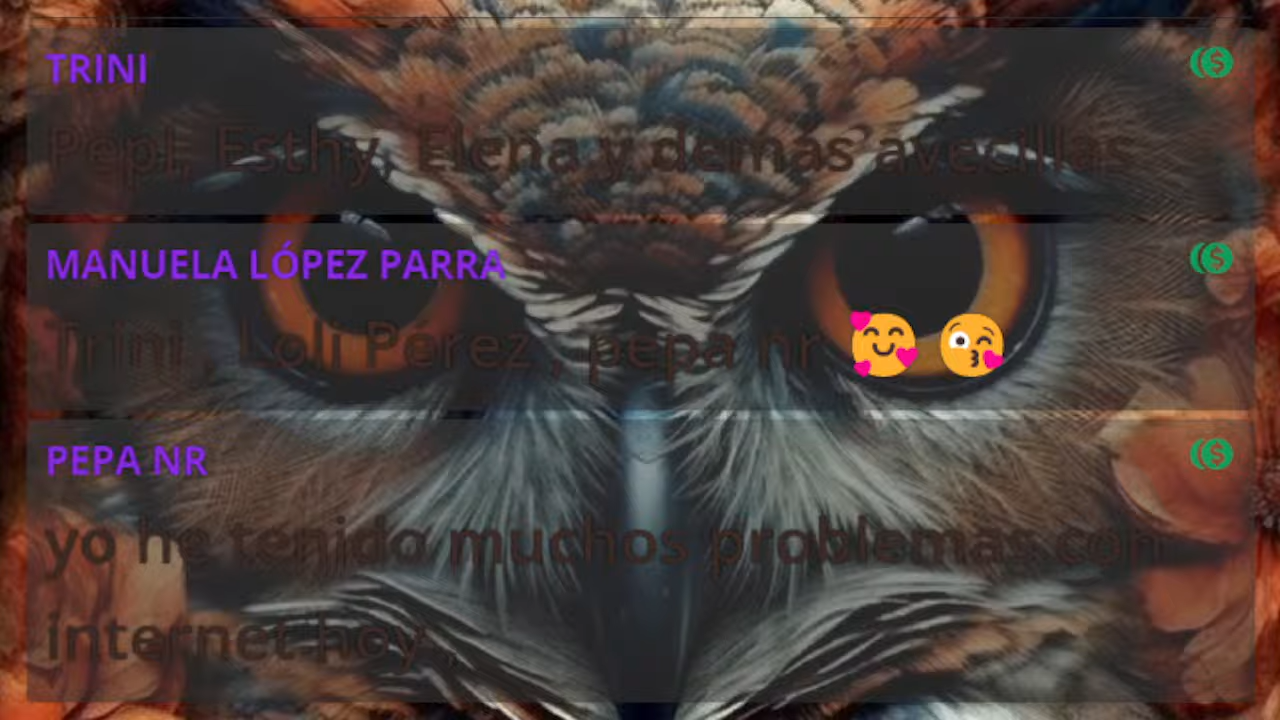 TRINI
PepI, Esthy, Elena y demás avecillas
MANUELA LÓPEZ PARRA
Trini, Loli Pérez , pepa nr 🥰 😘
PEPA NR
yo he tenjido muchos problemas con
internet hoy ,